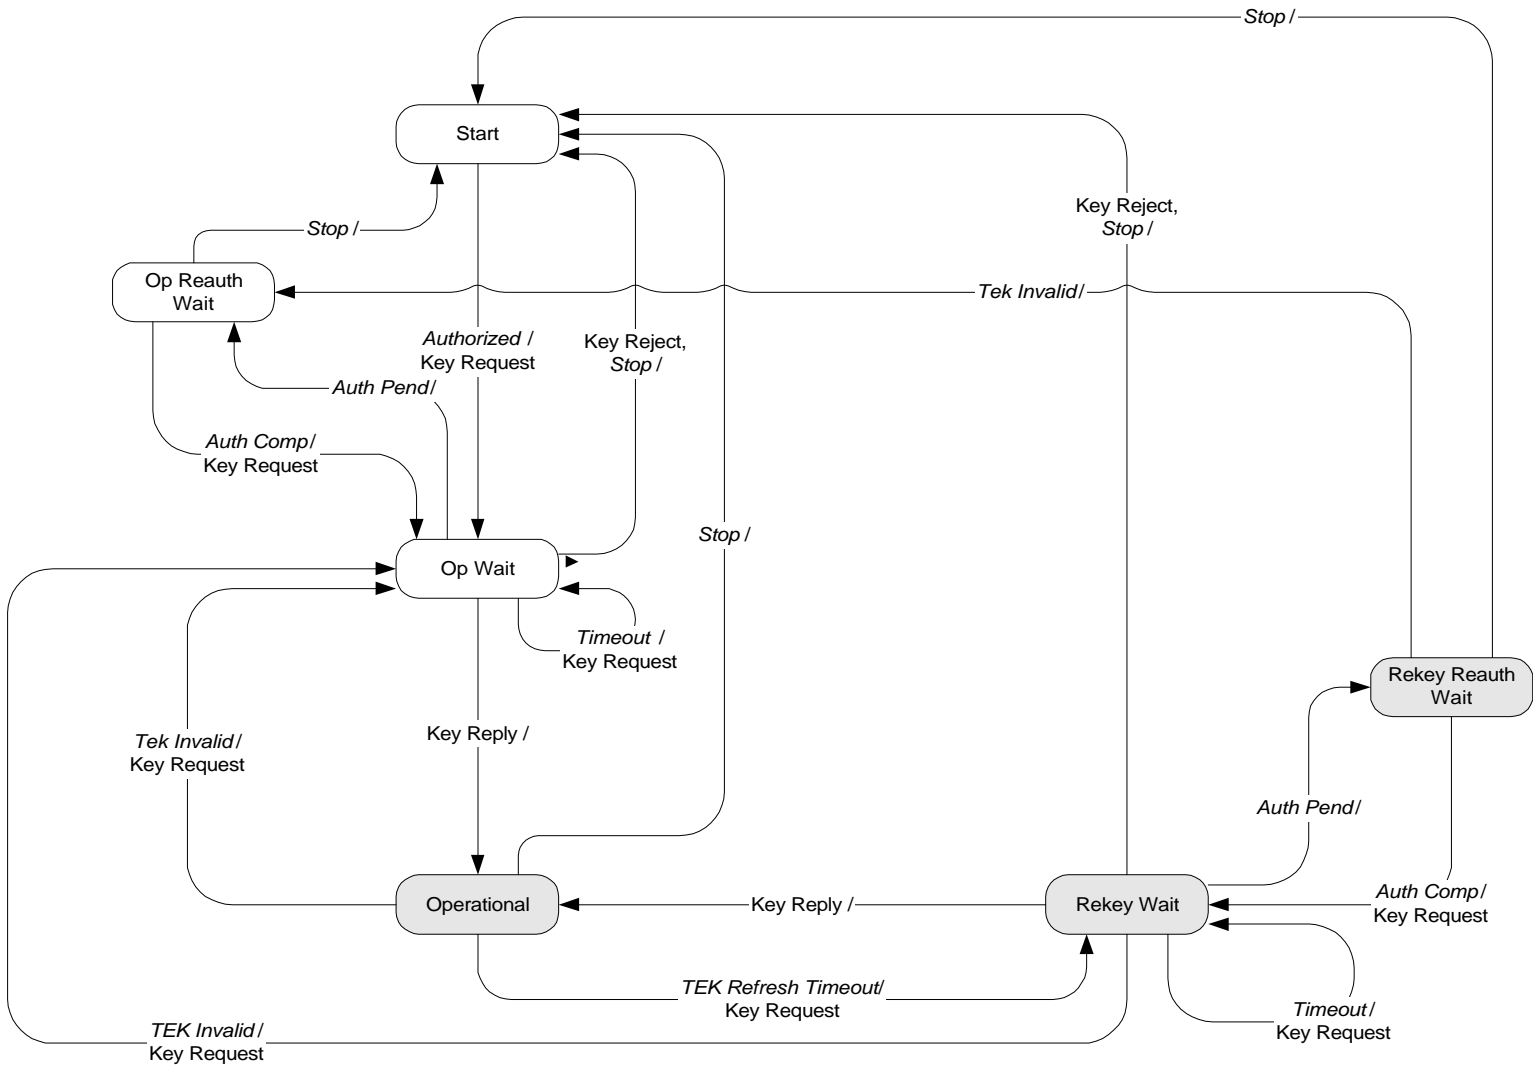 Stop /
Start
Key Reject,
Stop /
Stop /
Op Reauth
Wait
Tek Invalid/
Authorized /
Key Request
Key Reject,
Stop /
Auth Pend/
Auth Comp/
Key Request
Stop /
Op Wait
Timeout /
Key Request
Rekey Reauth
Wait
Key Reply /
Tek Invalid/
Key Request
Auth Pend/
Operational
Key Reply /
Rekey Wait
Auth Comp/
Key Request
TEK Refresh Timeout/
Key Request
Timeout/
Key Request
TEK Invalid/
Key Request